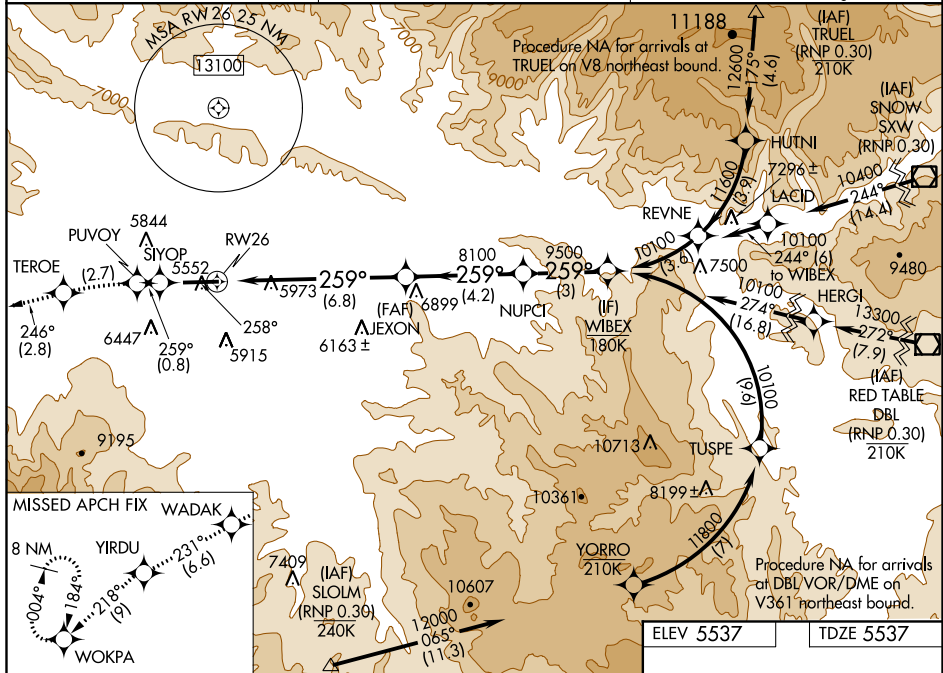 MSA RW26 25 NM
13100
7000
9000
11188
Procedure NA for arrivals at
TRUEL on V8 northeast bound.
12600
175°
(4.6)
(IAF)
TRUEL
(RNP 0.30)
210K
(IAF)
SNOW
SXW
(RNP 0.30)
HUTNI
7296 ±
11600
(3.9)
LACID
10400
244°
(14.4)
REVNE
10100
(3.6)
7500
10100
244° (6)
to WIBEX
9480
HERGI
10100
274°
(16.8)
13300
272°
(7.9)
(IAF)
RED TABLE
DBL
(RNP 0.30)
210K
5844
PUVOY
SIYOP
RW26
TEROE
(2.7)
5552
5973
259°
(6.8)
8100
259°
(4.2)
9500
259°
(3)
(FAF)
JEXON
6899
NUPCI
(IF)
WIBEX
180K
246°
(2.8)
6447
259°
(0.8)
258°
5915
6163 ±
10100
(9.6)
9195
10713
TUSPE
10361
8199 ±
11800
(7)
YORRO
210K
Procedure NA for arrivals
at DBL VOR/DME on
V361 northeast bound.
MISSED APCH FIX
WADAK
8 NM
YIRDU
231°
(6.6)
004°
184°
218°
(9)
WOKPA
7409
(IAF)
SLOLM
(RNP 0.30)
240K
10607
12000
065°
(11.3)
ELEV 5537
TDZE 5537